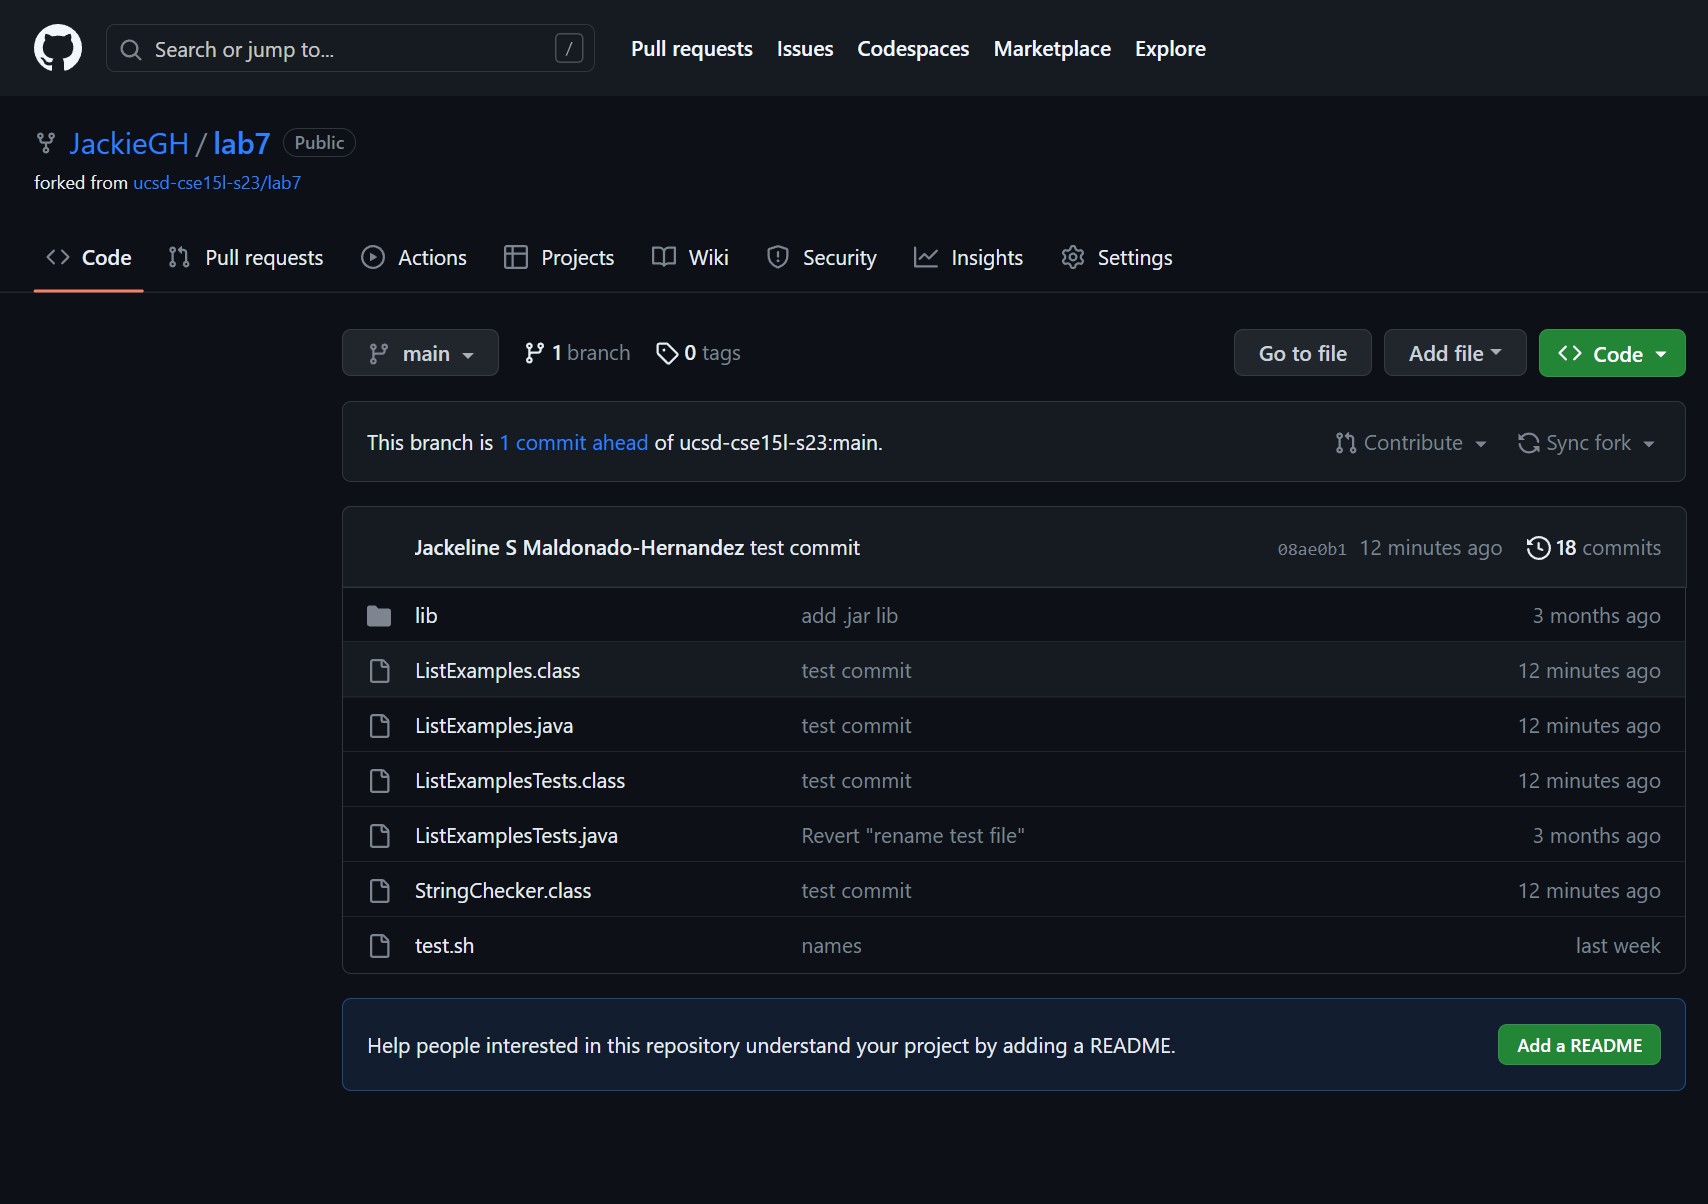 Search or jump to... /
Pull requests Issues Codespaces Marketplace Explore
JackieGH / lab7 Public
forked from ucsd-cse15l-s23/lab7
Code Pull requests Actions Projects Wiki Security Insights Settings
main 1 branch 0 tags Go to file Add file Code
This branch is 1 commit ahead of ucsd-cse15l-s23:main. Contribute Sync fork
Jackeline S Maldonado-Hernandez test commit 08ae0b1 12 minutes ago 18 commits
lib add .jar lib 3 months ago
ListExamples.class test commit 12 minutes ago
ListExamples.java test commit 12 minutes ago
ListExamplesTests.class test commit 12 minutes ago
ListExamplesTests.java Revert "rename test file" 3 months ago
StringChecker.class test commit 12 minutes ago
test.sh names last week
Help people interested in this repository understand your project by adding a README. Add a README